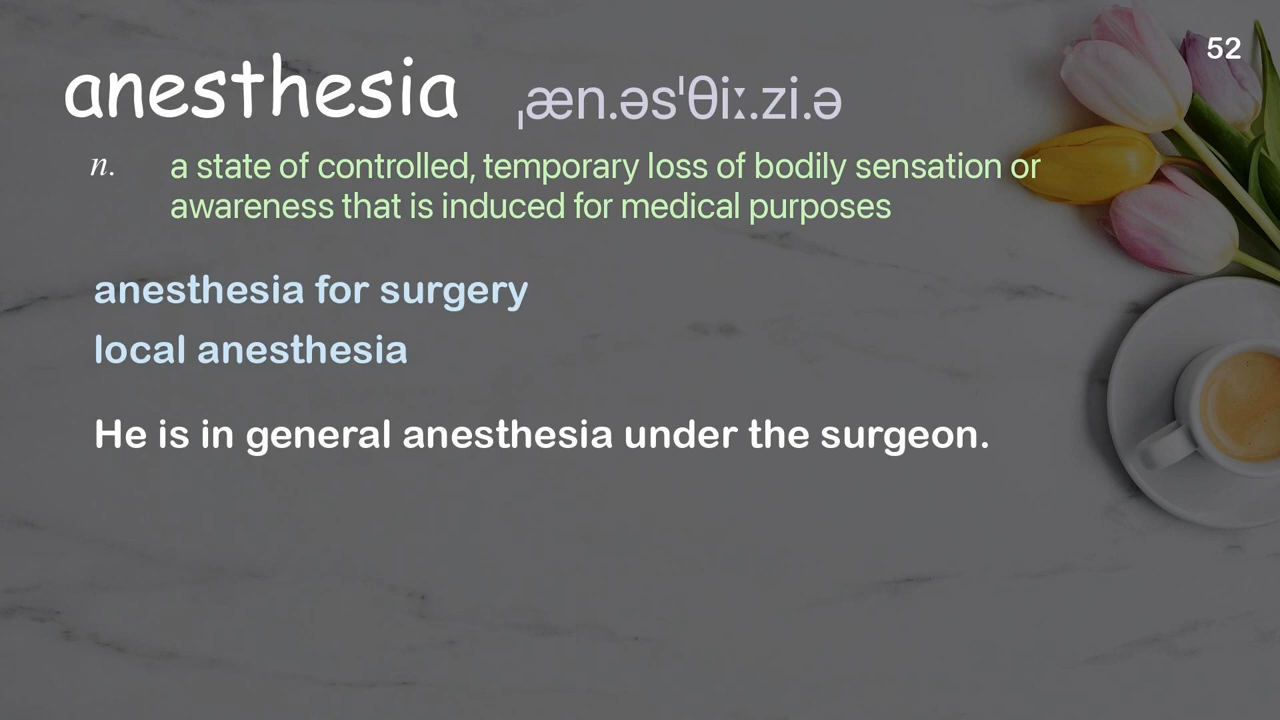 52
anesthesia ˌæn.əsˈθiː.zi.ə
n. a state of controlled, temporary loss of bodily sensation or
awareness that is induced for medical purposes
anesthesia for surgery
local anesthesia
He is in general anesthesia under the surgeon.